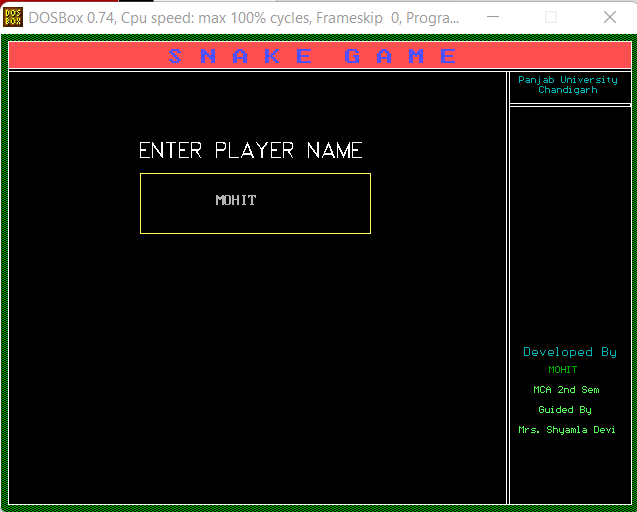 DOSBox 0.74, Cpu speed: max 100% cycles, Frameskip 0, Progra...
S N A K E G A M E
Panjab University
Chandigarh
ENTER PLAYER NAME
MOHIT
Developed By
MOHIT
MCA 2nd Sem
Guided By
Mrs. Shyamla Devi